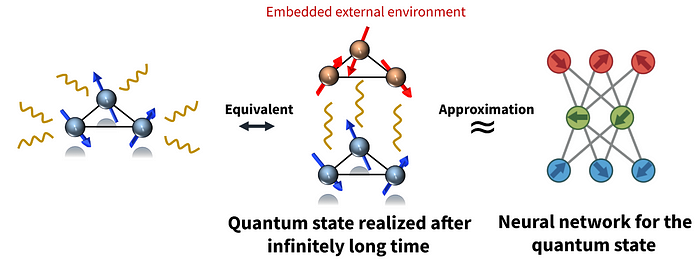 Embedded external environment
Equivalent
Approximation
≈
Quantum state realized after
infinitely long time
Neural network for the
quantum state